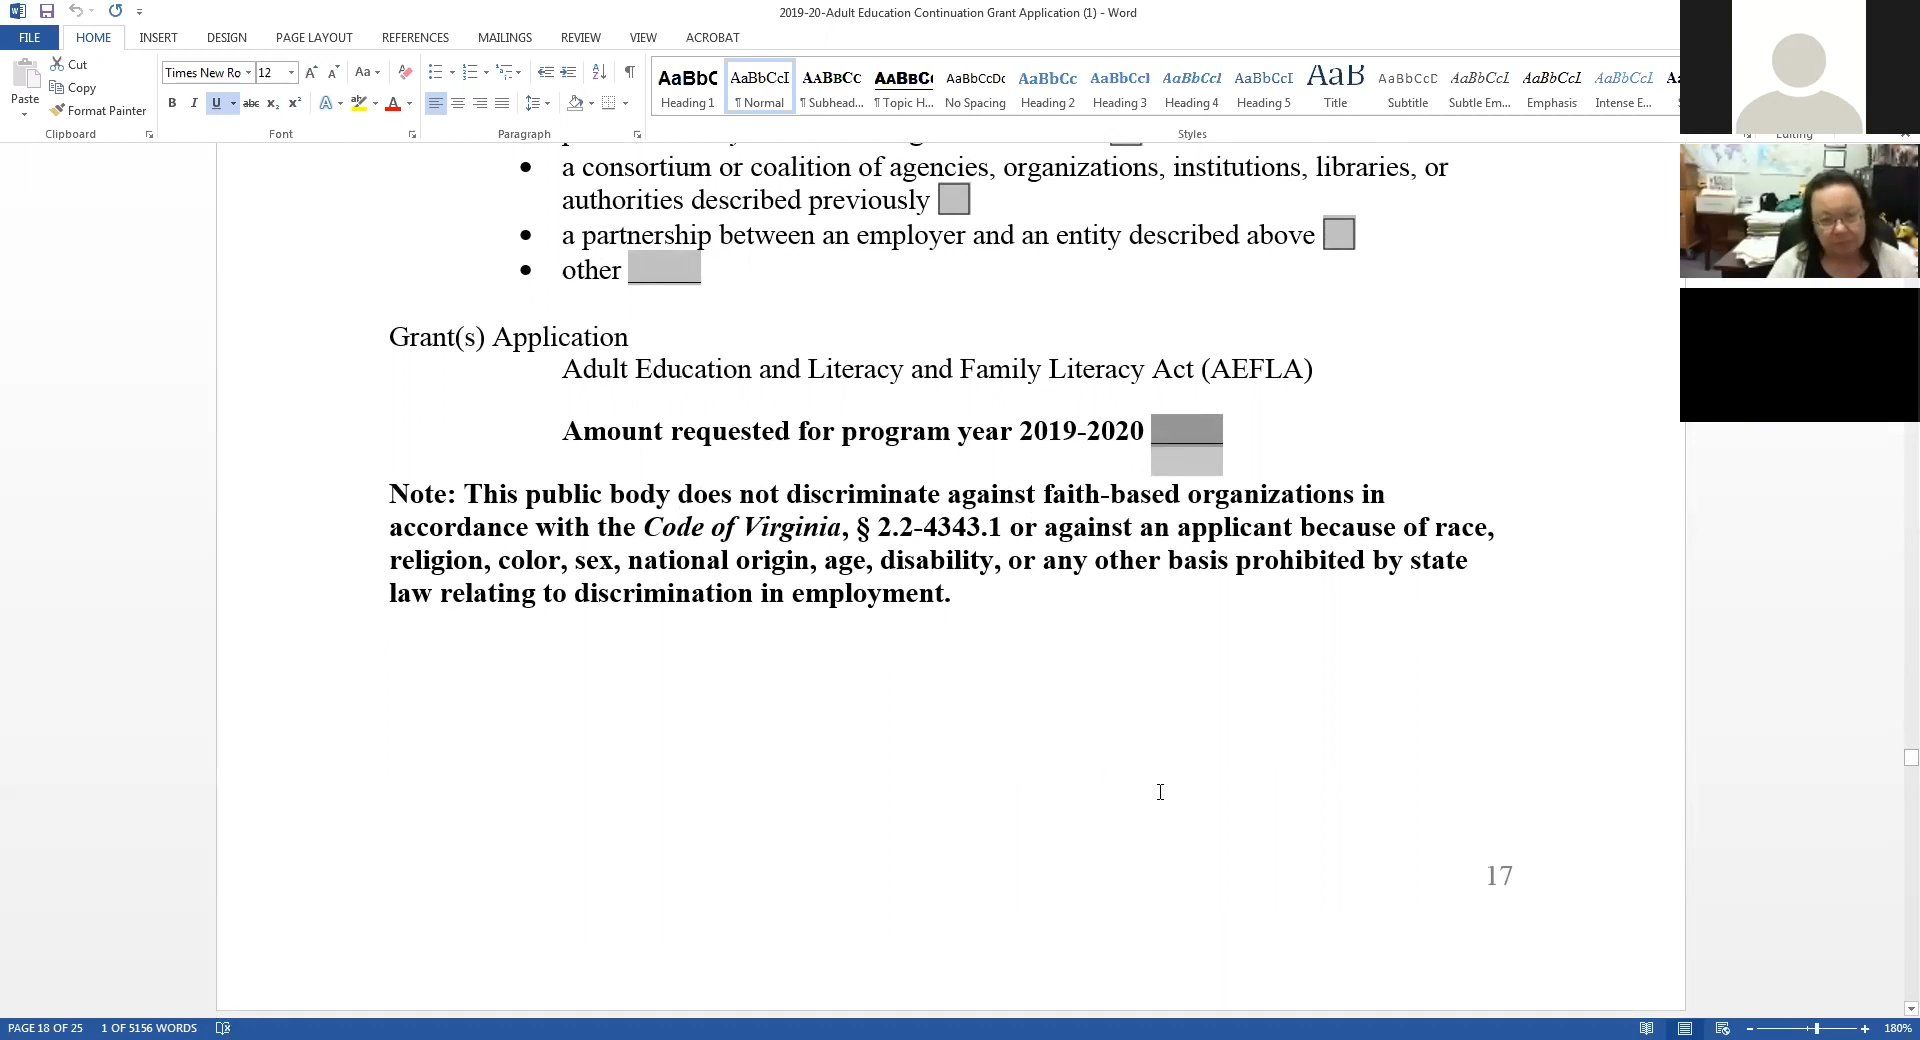 2019-20-Adult Education Continuation Grant Application (1) - Word
FILE HOME INSERT DESIGN PAGE LAYOUT REFERENCES MAILINGS REVIEW VIEW ACROBAT
Paste
Cut
Copy
Format Painter
Clipboard
Times New Ro 12
Font
Paragraph
AaBbC AaBbCcI AaBbCc AaBbC AaBbCcDc AaBbCc AaBbCcI AaBbCcI AaBbCcI AaB AaBbCcD AaBbCcL AaBbCcL AaBbCcL
Heading 1 ¶ Normal ¶ Subhead... ¶ Topic H... No Spacing Heading 2 Heading 3 Heading 4 Heading 5 Title Subtitle Subtle Em... Emphasis Intense E...
Styles
• a consortium or coalition of agencies, organizations, institutions, libraries, or
authorities described previously
• a partnership between an employer and an entity described above
• other
Grant(s) Application
Adult Education and Literacy and Family Literacy Act (AEFLA)
Amount requested for program year 2019-2020
Note: This public body does not discriminate against faith-based organizations in
accordance with the Code of Virginia, § 2.2-4343.1 or against an applicant because of race,
religion, color, sex, national origin, age, disability, or any other basis prohibited by state
law relating to discrimination in employment.
17
PAGE 18 OF 25 1 OF 5156 WORDS 180%